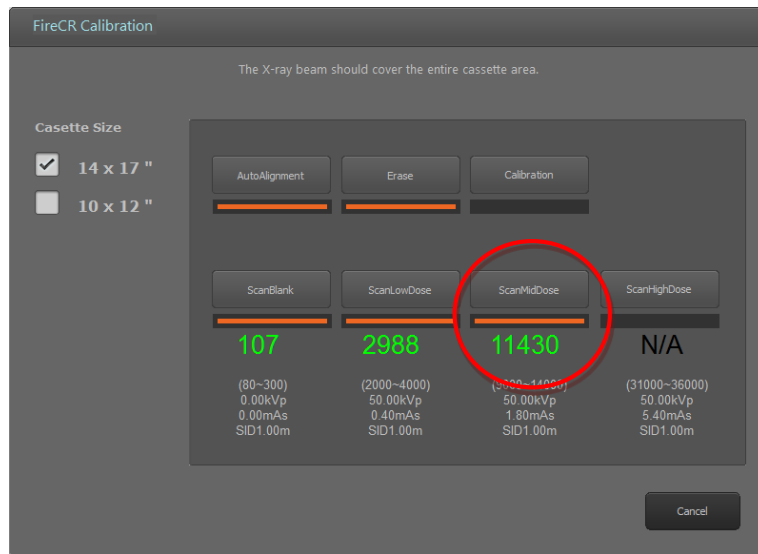 FireCR Calibration
The X-ray beam should cover the entire cassette area.
Casette Size
14 x 17 "
10 x 12 "
AutoAlignment Erase Calibration
ScanBlank ScanLowDose ScanMidDose ScanHighDose
107 2988 11430 N/A
(80~300) (2000~4000) (9000~14000) (31000~36000)
0.00kVp 50.00kVp 50.00kVp 50.00kVp
0.00mAs 0.40mAs 1.80mAs 5.40mAs
SID1.00m SID1.00m SID1.00m SID1.00m
Cancel